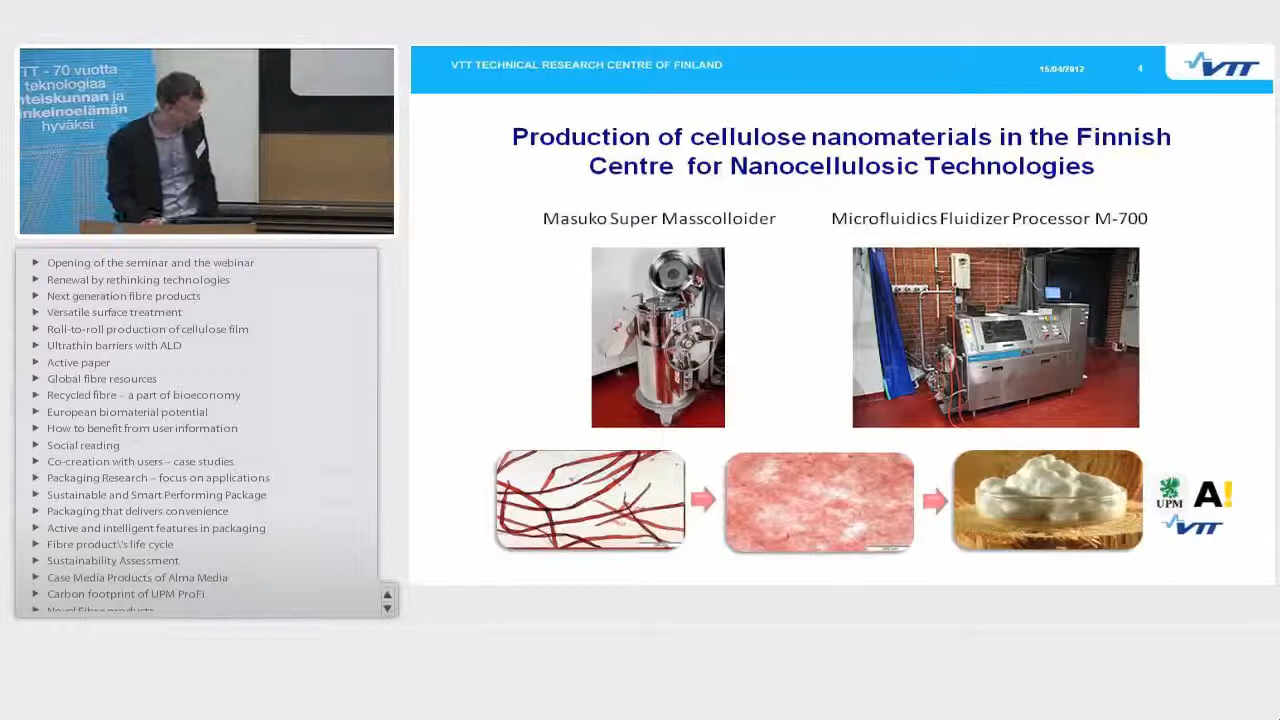 TT - 70 vuotta
teknologiaa
hteiskunnan ja
inkeinoelämän
hyväksi
Opening of the seminar and the webinar
Renewal by rethinking technologies
Next generation fibre products
Versatile surface treatment
Roll-to-roll production of cellulose film
Ultrathin barriers with ALD
Active paper
Global fibre resources
Recycled fibre – a part of bioeconomy
European biomaterial potential
How to benefit from user information
Social reading
Co-creation with users – case studies
Packaging Research – focus on applications
Sustainable and Smart Performing Package
Packaging that delivers convenience
Active and intelligent features in packaging
Fibre product\'s life cycle
Sustainability Assessment
Case Media Products of Alma Media
Carbon footprint of UPM ProFi
Novel Fibre products
VTT TECHNICAL RESEARCH CENTRE OF FINLAND
15/04/2012
4
VTT
Production of cellulose nanomaterials in the Finnish
Centre for Nanocellulosic Technologies
Masuko Super Masscolloider
Microfluidics Fluidizer Processor M-700
UPM
A!
VTT